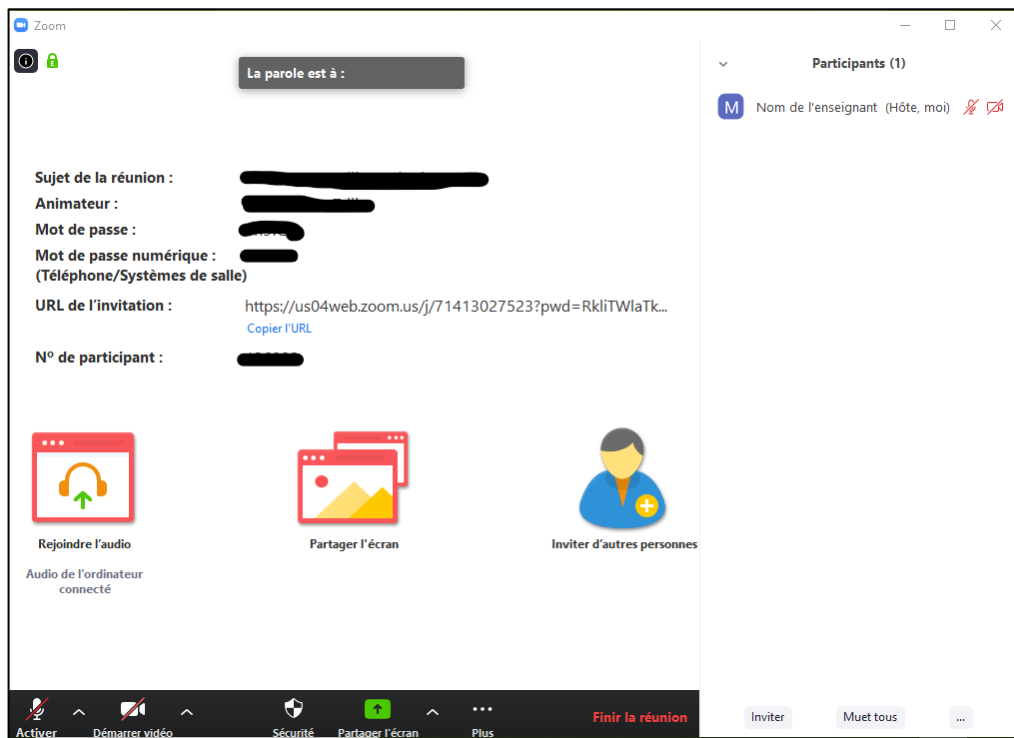 Zoom
La parole est à :
Participants (1)
M
Nom de l'enseignant (Hôte, moi)
Sujet de la réunion :
Animateur :
Mot de passe :
Mot de passe numérique :
(Téléphone/Systèmes de salle)
URL de l'invitation :
https://us04web.zoom.us/j/71413027523?pwd=RkliTWlaTk...
Copier l'URL
Nº de participant :
Rejoindre l'audio
Partager l'écran
Inviter d'autres personnes
Audio de l'ordinateur
connecté
Activer
Démarrer vidéo
Sécurité
Partager l'écran
Plus
Finir la réunion
Inviter
Muet tous
...